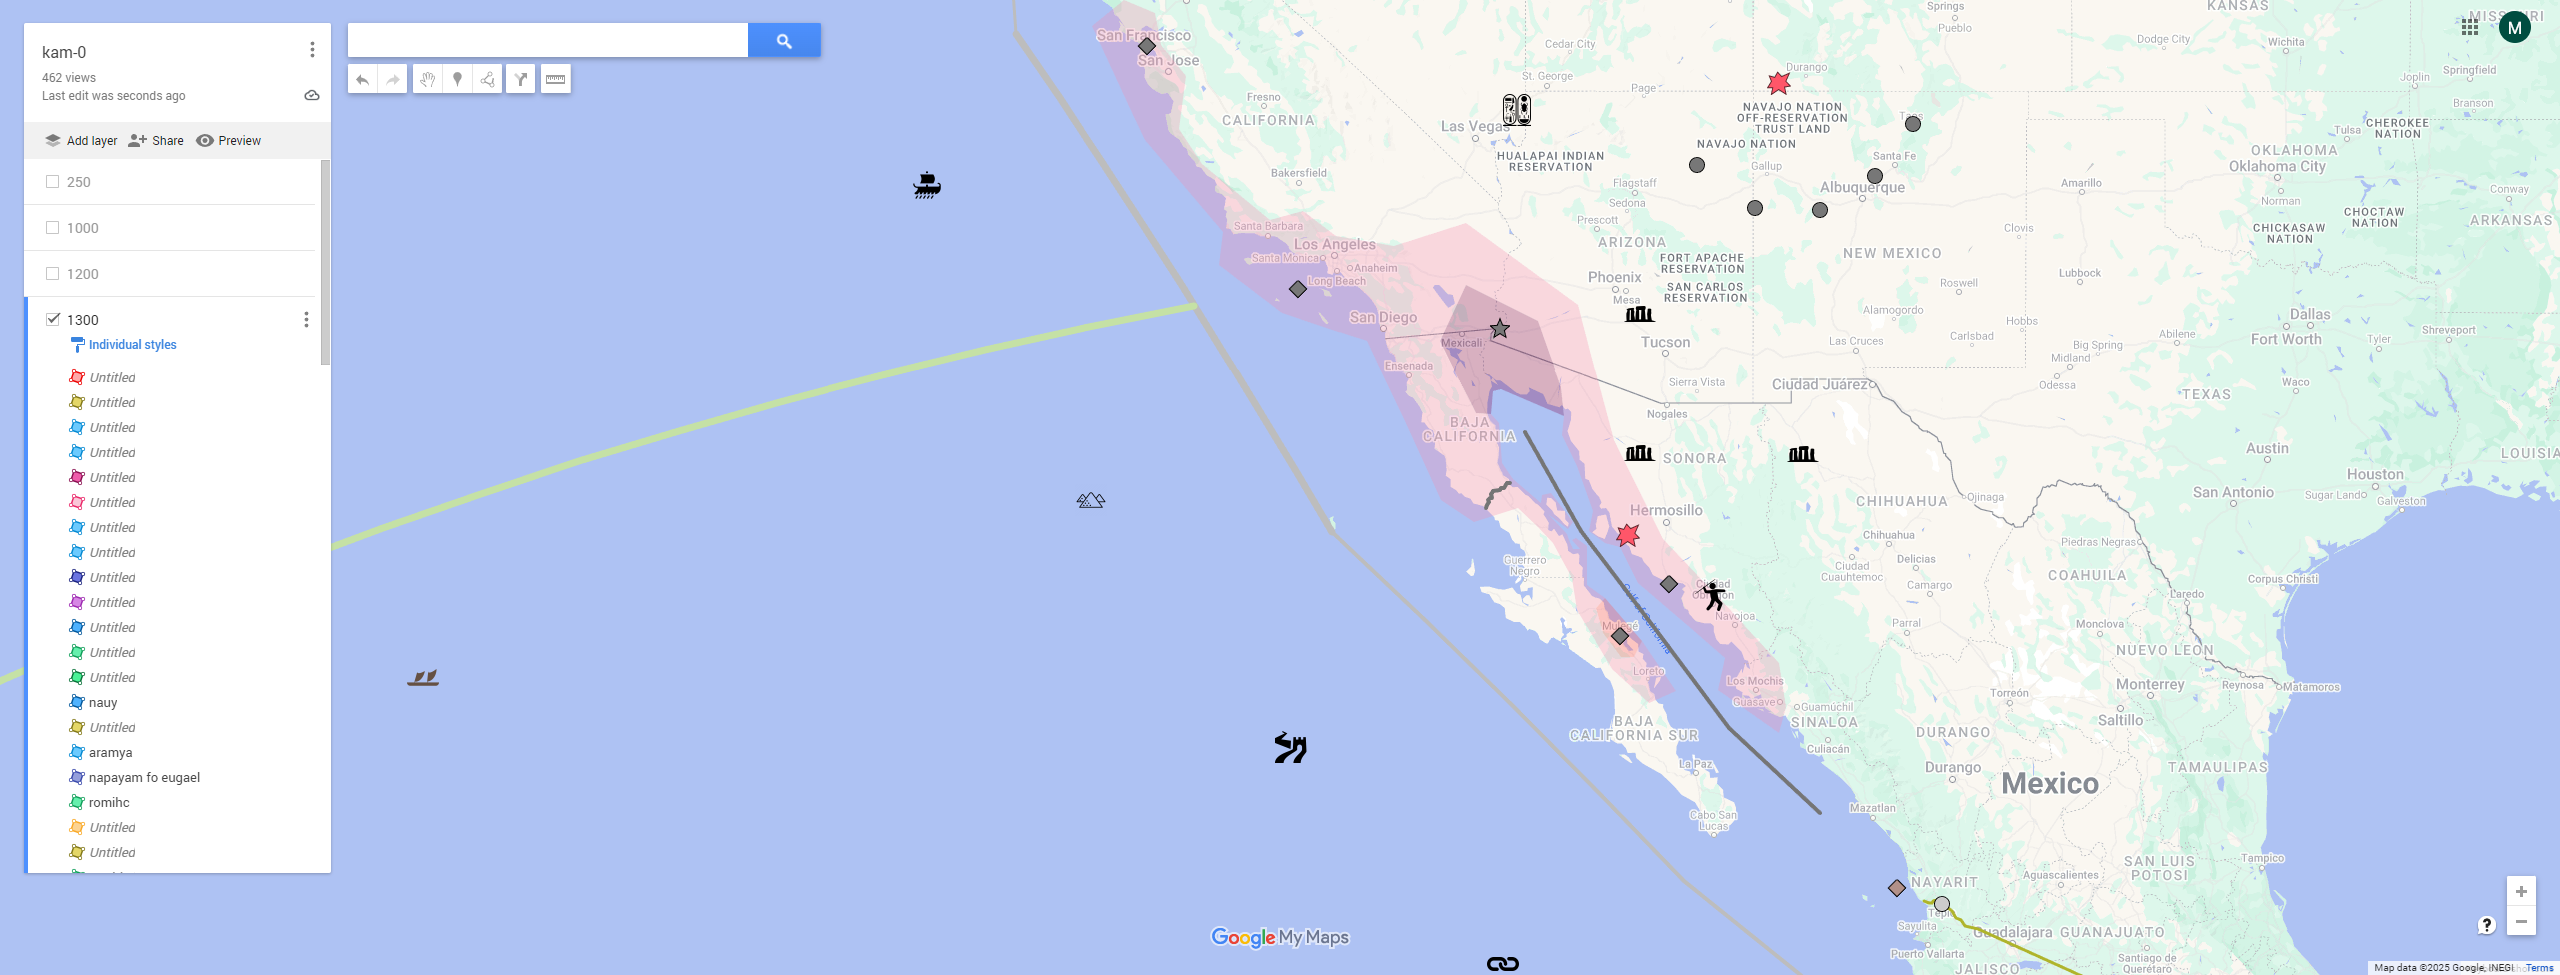 kam-0
462 views
Last edit was seconds ago
Add layer
Share
Preview
250
1000
1200
1300
Individual styles
Untitled
Untitled
Untitled
Untitled
Untitled
Untitled
Untitled
Untitled
Untitled
Untitled
Untitled
Untitled
Untitled
nauy
Untitled
aramya
napayam fo eugael
romihc
Untitled
Untitled
M
San Francisco
San Jose
Fresno
CALIFORNIA
Bakersfield
Santa Barbara
Los Angeles
Santa Monica
Anaheim
Long Beach
San Diego
Mexicali
Ensenada
BAJA
CALIFORNIA
Las Vegas
Cedar City
St. George
Page
HUALAPAI INDIAN
RESERVATION
Flagstaff
Sedona
Prescott
ARIZONA
Phoenix
Mesa
FORT APACHE
RESERVATION
SAN CARLOS
RESERVATION
Tucson
Sierra Vista
Nogales
Durango
NAVAJO NATION
OFF-RESERVATION
TRUST LAND
NAVAJO NATION
Gallup
Taos
Santa Fe
Albuquerque
NEW MEXICO
Clovis
Roswell
Alamogordo
Las Cruces
Carlsbad
Hobbs
Ciudad Juárez
Springs
Pueblo
KANSAS
Dodge City
Wichita
MISSOURI
Joplin
Springfield
Branson
Tulsa
CHEROKEE
NATION
OKLAHOMA
Oklahoma City
Norman
Amarillo
Conway
CHOCTAW
NATION
CHICKASAW
NATION
ARKANSAS
Lubbock
Dallas
Fort Worth
Abilene
Tyler
Shreveport
Big Spring
Midland
Odessa
Waco
TEXAS
Austin
Houston
San Antonio
Sugar Land
Galveston
LOUISIA
SONORA
Hermosillo
CHIHUAHUA
Ojinaga
Chihuahua
Delicias
Ciudad
Cuauhtemoc
Camargo
Piedras Negras
COAHUILA
Corpus Christi
Laredo
Guerrero
Negro
Gulf of California
Ciudad
Obregon
Navojoa
Mulegé
Loreto
Parral
Monclova
NUEVO LEON
Los Mochis
Guasave
Guamúchil
SINALOA
Culiacán
Torreón
Monterrey
Reynosa
Matamoros
Saltillo
BAJA
CALIFORNIA SUR
La Paz
DURANGO
Durango
TAMAULIPAS
Mexico
Mazatlan
Cabo San
Lucas
SAN LUIS
POTOSI
Tampico
NAYARIT
Aguascalientes
Tepic
Sayulita
Puerto Vallarta
Guadalajara
GUANAJUATO
Santiago de
Querétaro
JALISCO
Google My Maps
Map data ©2025 Google, INEGI
Terms